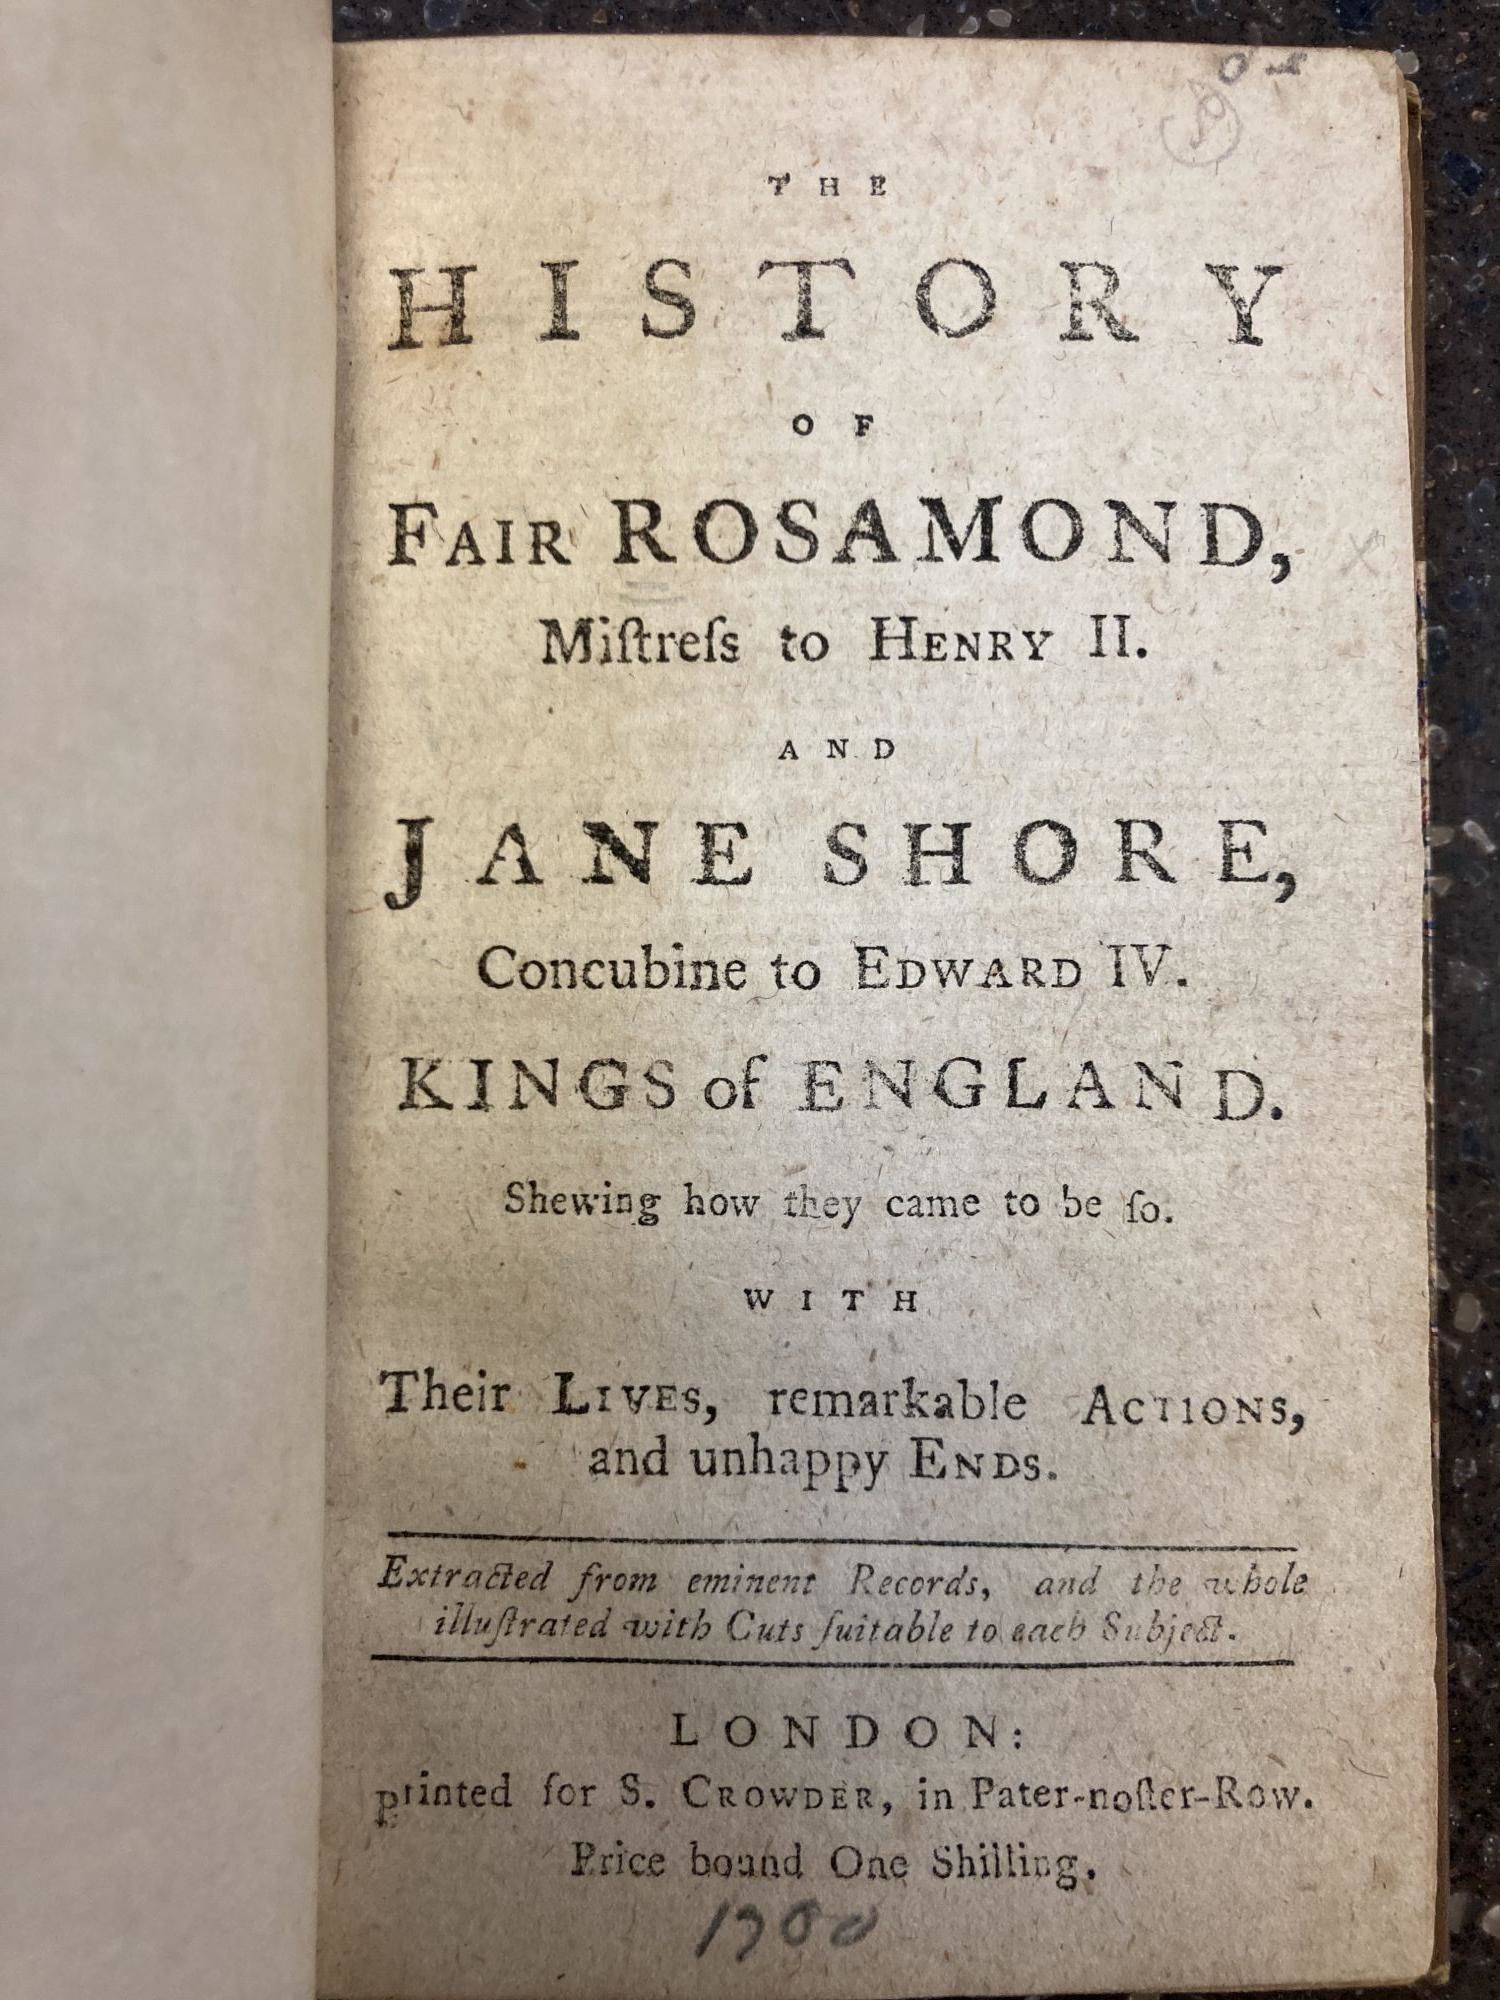 THE
HISTORY
OF
FAIR ROSAMOND,
Miſtreſs to HENRY II.
AND
JANE SHORE,
Concubine to EDWARD IV.
KINGS of ENGLAND.
Shewing how they came to be ſo.
WITH
Their LIVES, remarkable ACTIONS,
and unhappy ENDS.
Extracted from eminent Records, and the whole
illuſtrated with Cuts ſuitable to each Subject.
LONDON:
Printed for S. CROWDER, in Pater-noſter-Row.
Price bound One Shilling.
1700